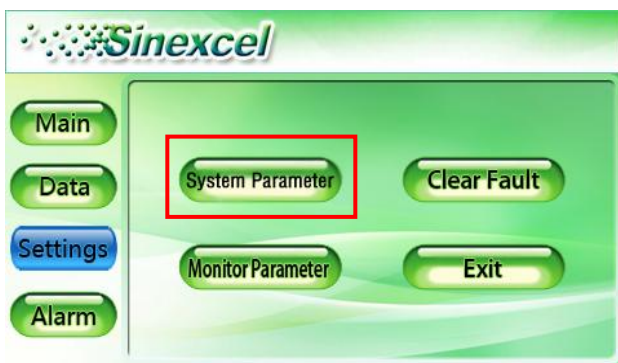 Sinexcel
Main
System Parameter
Clear Fault
Data
Settings
Monitor Parameter
Exit
Alarm